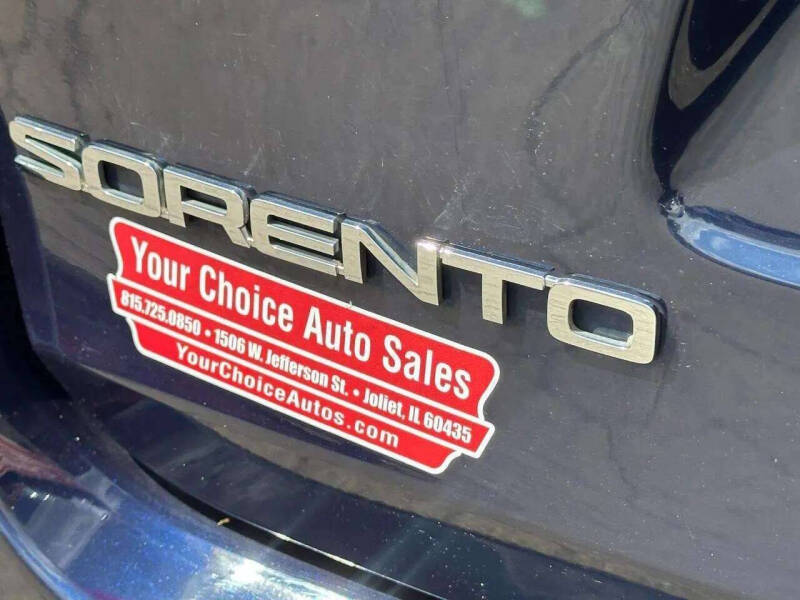 SORENTO
Your Choice Auto Sales
815.725.0850 • 1506 W. Jefferson St. • Joliet, IL 60435
YourChoiceAutos.com